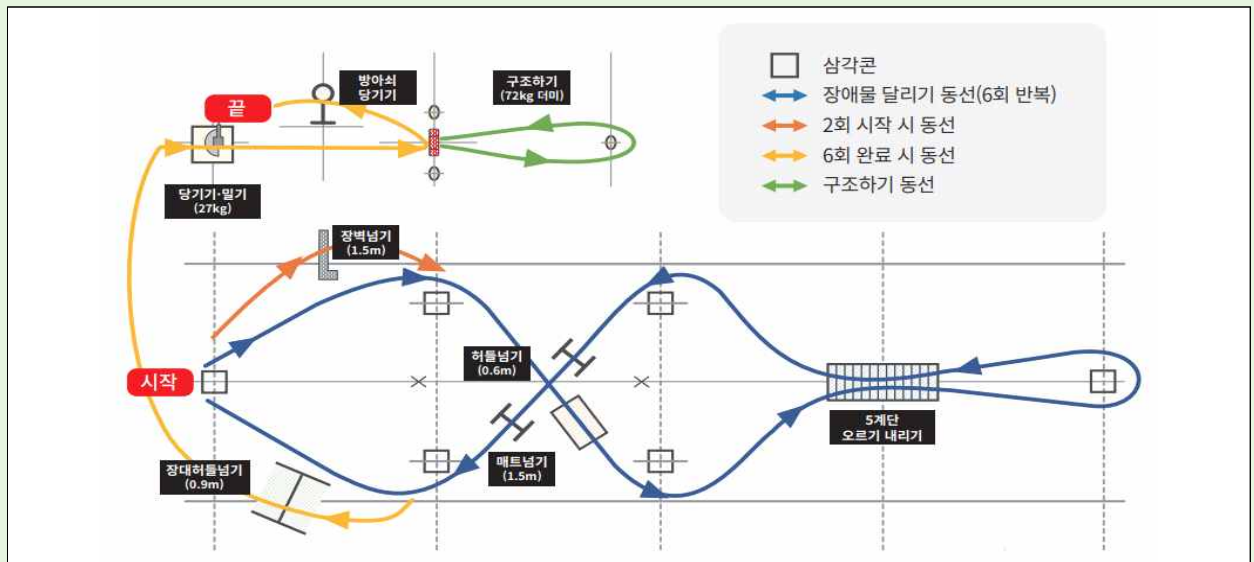 방아쇠
당기기
구조하기
(72kg 더미)
끝
당기기·밀기
(27kg)
삼각콘
장애물 달리기 동선(6회 반복)
2회 시작 시 동선
6회 완료 시 동선
구조하기 동선
장벽넘기
(1.5m)
허들넘기
(0.6m)
시작
5계단
오르기 내리기
매트넘기
(1.5m)
장대허들넘기
(0.9m)